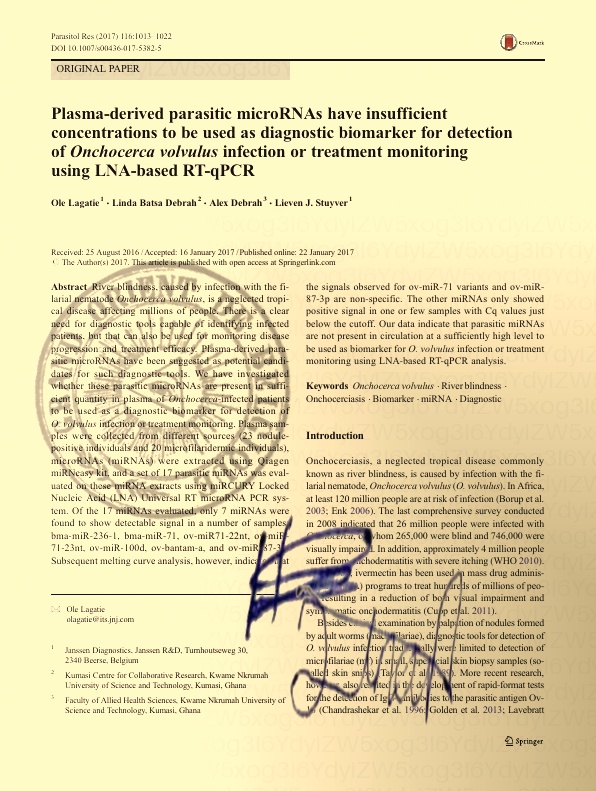 Parasitol Res (2017) 116:1013–1022
DOI 10.1007/s00436-017-5382-5
CrossMark
ORIGINAL PAPER
Plasma-derived parasitic microRNAs have insufficient
concentrations to be used as diagnostic biomarker for detection
of Onchocerca volvulus infection or treatment monitoring
using LNA-based RT-qPCR
Ole Lagatie1 · Linda Batsa Debrah2 · Alex Debrah3 · Lieven J. Stuyver1
Received: 25 August 2016 / Accepted: 16 January 2017 / Published online: 22 January 2017
The Author(s) 2017. This article is published with open access at Springerlink.com
Abstract River blindness, caused by infection with the fi-
larial nematode Onchocerca volvulus, is a neglected tropi-
cal disease affecting millions of people. There is a clear
need for diagnostic tools capable of identifying infected
patients, but that can also be used for monitoring disease
progression and treatment efficacy. Plasma-derived para-
sitic microRNAs have been suggested as potential candi-
dates for such diagnostic tools. We have investigated
whether these parasitic microRNAs are present in suffi-
cient quantity in plasma of Onchocerca-infected patients
to be used as a diagnostic biomarker for detection of
O. volvulus infection or treatment monitoring. Plasma sam-
ples were collected from different sources (23 nodule-
positive individuals and 20 microfilaridermic individuals),
microRNAs (miRNAs) were extracted using Qiagen
miRNeasy kit, and a set of 17 parasitic miRNAs was eval-
uated on these miRNA extracts using miRCURY Locked
Nucleic Acid (LNA) Universal RT microRNA PCR sys-
tem. Of the 17 miRNAs evaluated, only 7 miRNAs were
found to show detectable signal in a number of samples:
bma-miR-236-1, bma-miR-71, ov-miR71-22nt, ov-miR-
71-23nt, ov-miR-100d, ov-bantam-a, and ov-miR-87-3p.
Subsequent melting curve analysis, however, indicated that
Ole Lagatie
olagatie@its.jnj.com
1 Janssen Diagnostics, Janssen R&D, Turnhoutseweg 30,
2340 Beerse, Belgium
2 Kumasi Centre for Collaborative Research, Kwame Nkrumah
University of Science and Technology, Kumasi, Ghana
3 Faculty of Allied Health Sciences, Kwame Nkrumah University of
Science and Technology, Kumasi, Ghana
the signals observed for ov-miR-71 variants and ov-miR-
87-3p are non-specific. The other miRNAs only showed
positive signal in one or few samples with Cq values just
below the cutoff. Our data indicate that parasitic miRNAs
are not present in circulation at a sufficiently high level to
be used as biomarker for O. volvulus infection or treatment
monitoring using LNA-based RT-qPCR analysis.
Keywords Onchocerca volvulus · River blindness ·
Onchocerciasis · Biomarker · miRNA · Diagnostic
Introduction
Onchocerciasis, a neglected tropical disease commonly
known as river blindness, is caused by infection with the fi-
larial nematode, Onchocerca volvulus (O. volvulus). In Africa,
at least 120 million people are at risk of infection (Borup et al.
2003; Enk 2006). The last comprehensive survey conducted
in 2008 indicated that 26 million people were infected with
whom 265,000 were blind and 746,000 were
visually impaired. In addition, approximately 4 million people
suffer from onchodermatitis with severe itching (WHO 2010).
ivermectin has been used in mass drug adminis-
programs to treat hundreds of millions of peo-
resulting in a reduction of both visual impairment and
symptomatic onchodermatitis (Cupp et al. 2011).
Besides clinical examination by palpation of nodules formed
by adult worms (macrofilariae), diagnostic tools for detection of
O. volvulus infection traditionally were limited to detection of
microfilariae (mf) in small, superficial skin biopsy samples (so-
called skin snips) (Taylor et al. More recent research,
however also resulted in the development of rapid-format tests
for the detection of Ig antibodies to the parasitic antigen Ov-
(Chandrashekar et al. 1996; Golden et al. 2013; Lavebratt
Springer